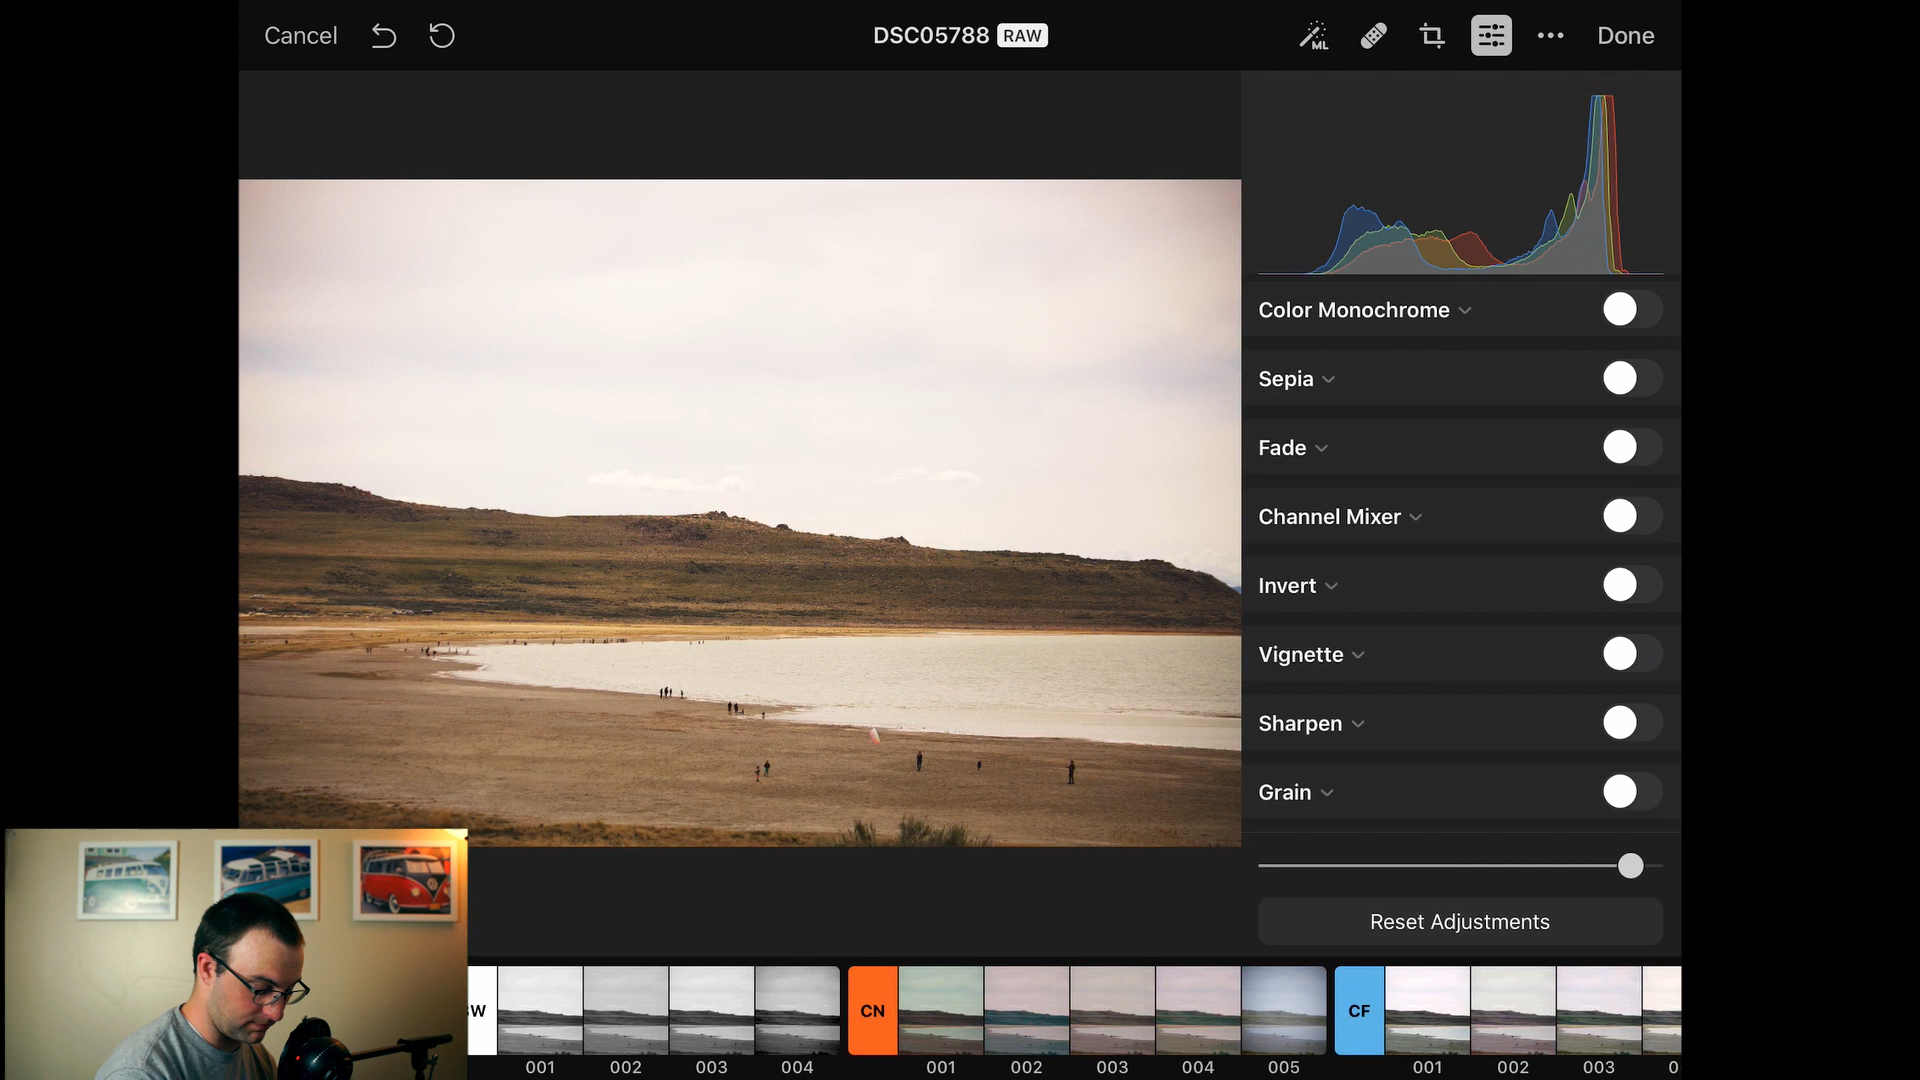 Cancel
DSC05788 RAW
ML
Done
Color Monochrome
Sepia
Fade
Channel Mixer
Invert
Vignette
Sharpen
Grain
Reset Adjustments
W
CN
CF
001 002 003 004 001 002 003 004 005 001 002 003 0